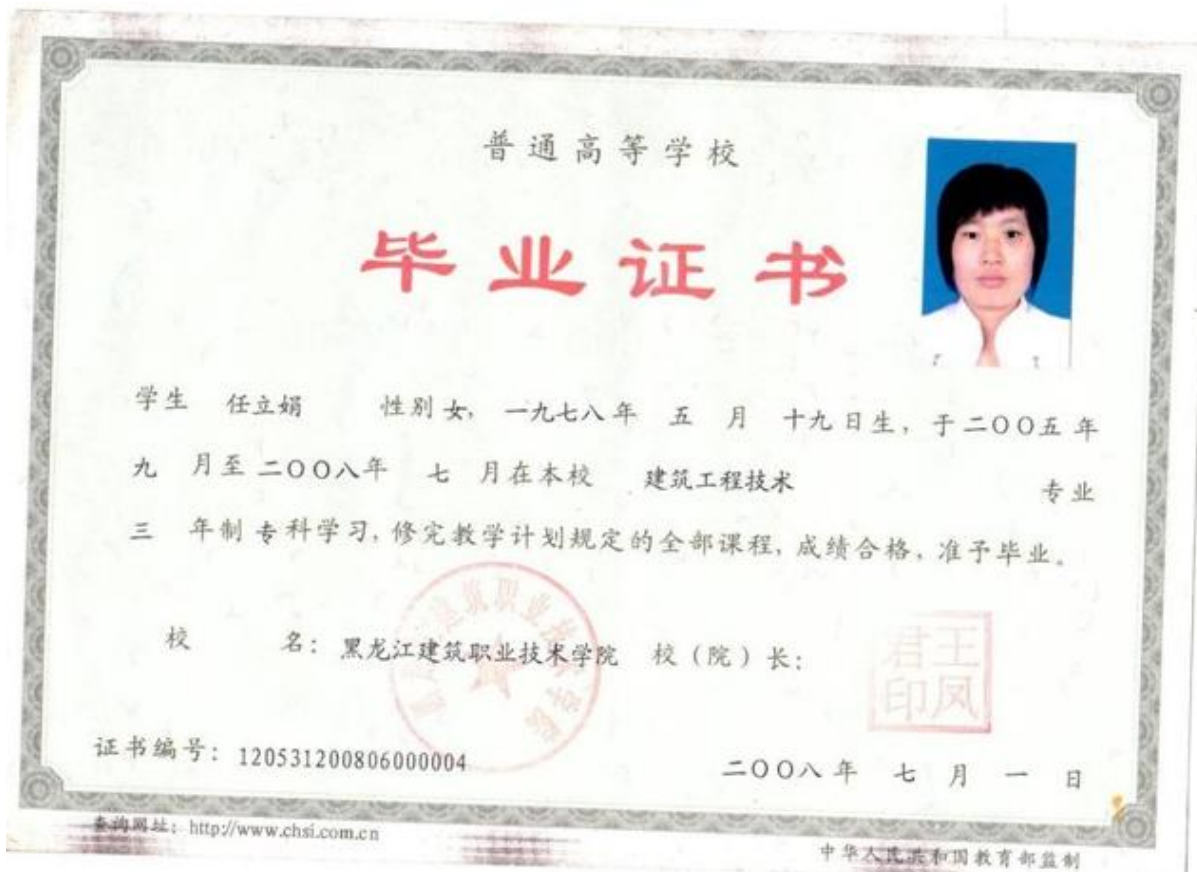 普通高等学校
毕业证书
学生 任立娟 性别 女, 一九七八年 五 月 十九日生, 于二〇〇五年
九 月至二〇〇八年 七 月在本校 建筑工程技术 专业
三 年制 专科学习, 修完教学计划规定的全部课程, 成绩合格, 准予毕业。
校 名: 黑龙江建筑职业技术学院 校(院)长:
王凤君印
证书编号: 120531200806000004 二〇〇八年 七 月 一 日
查询网址: http://www.chsi.com.cn 中华人民共和国教育部监制